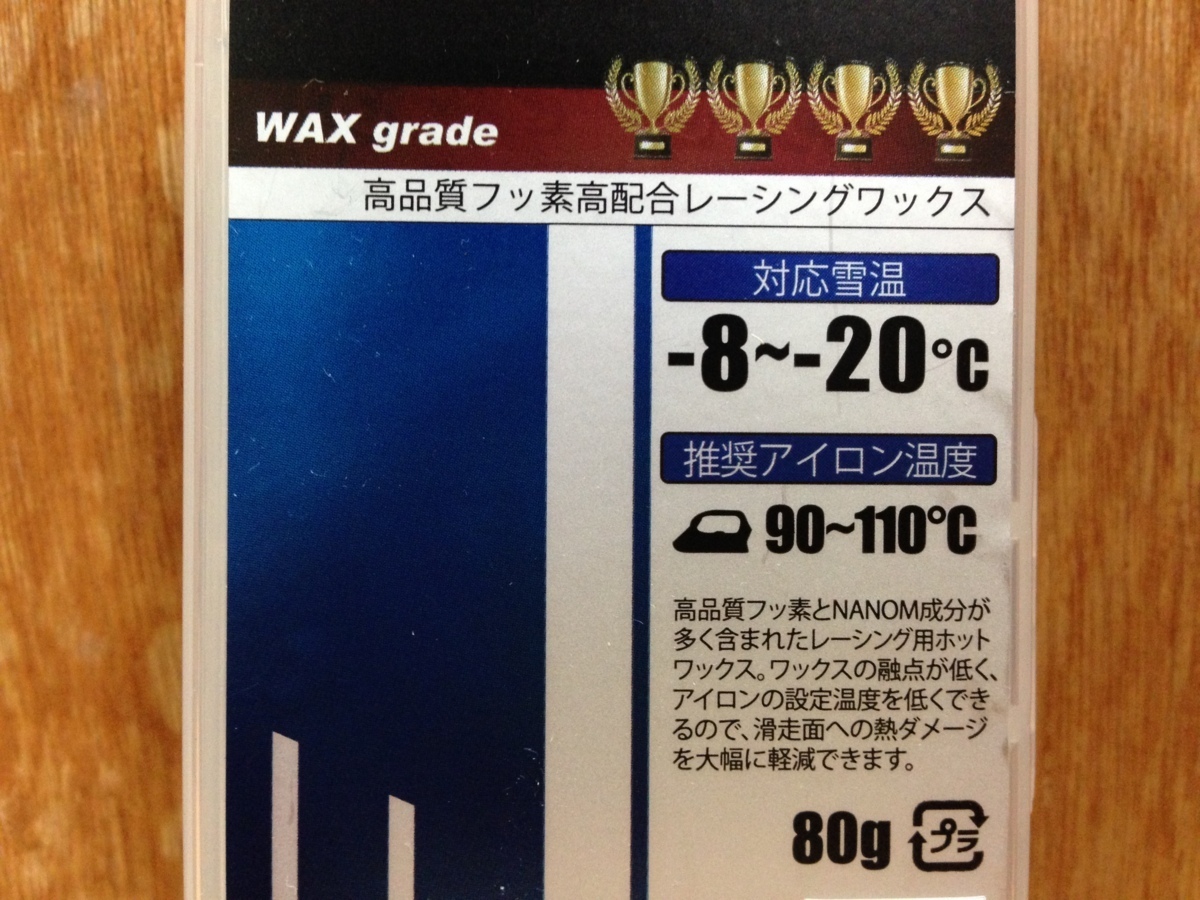 WAX grade
高品質フッ素高配合レーシングワックス
対応雪温
-8~-20℃
推奨アイロン温度
90~110℃
高品質フッ素とNANOM成分が
多く含まれたレーシング用ホット
ワックス。ワックスの融点が低く、
アイロンの設定温度を低くでき
るので、滑走面への熱ダメージ
を大幅に軽減できます。
80g プラ